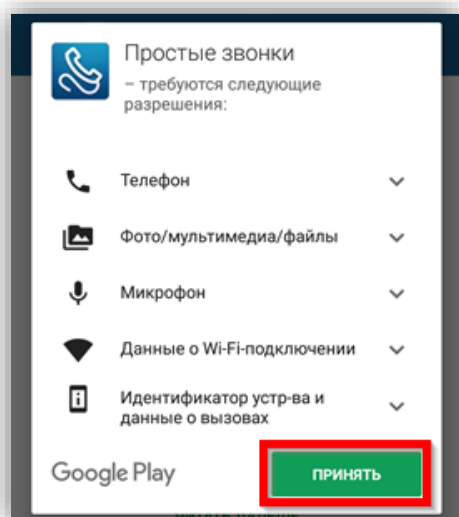 Простые звонки
– требуются следующие
разрешения:
Телефон
Фото/мультимедиа/файлы
Микрофон
Данные о Wi-Fi-подключении
Идентификатор устр-ва и
данные о вызовах
Google Play
ПРИНЯТЬ